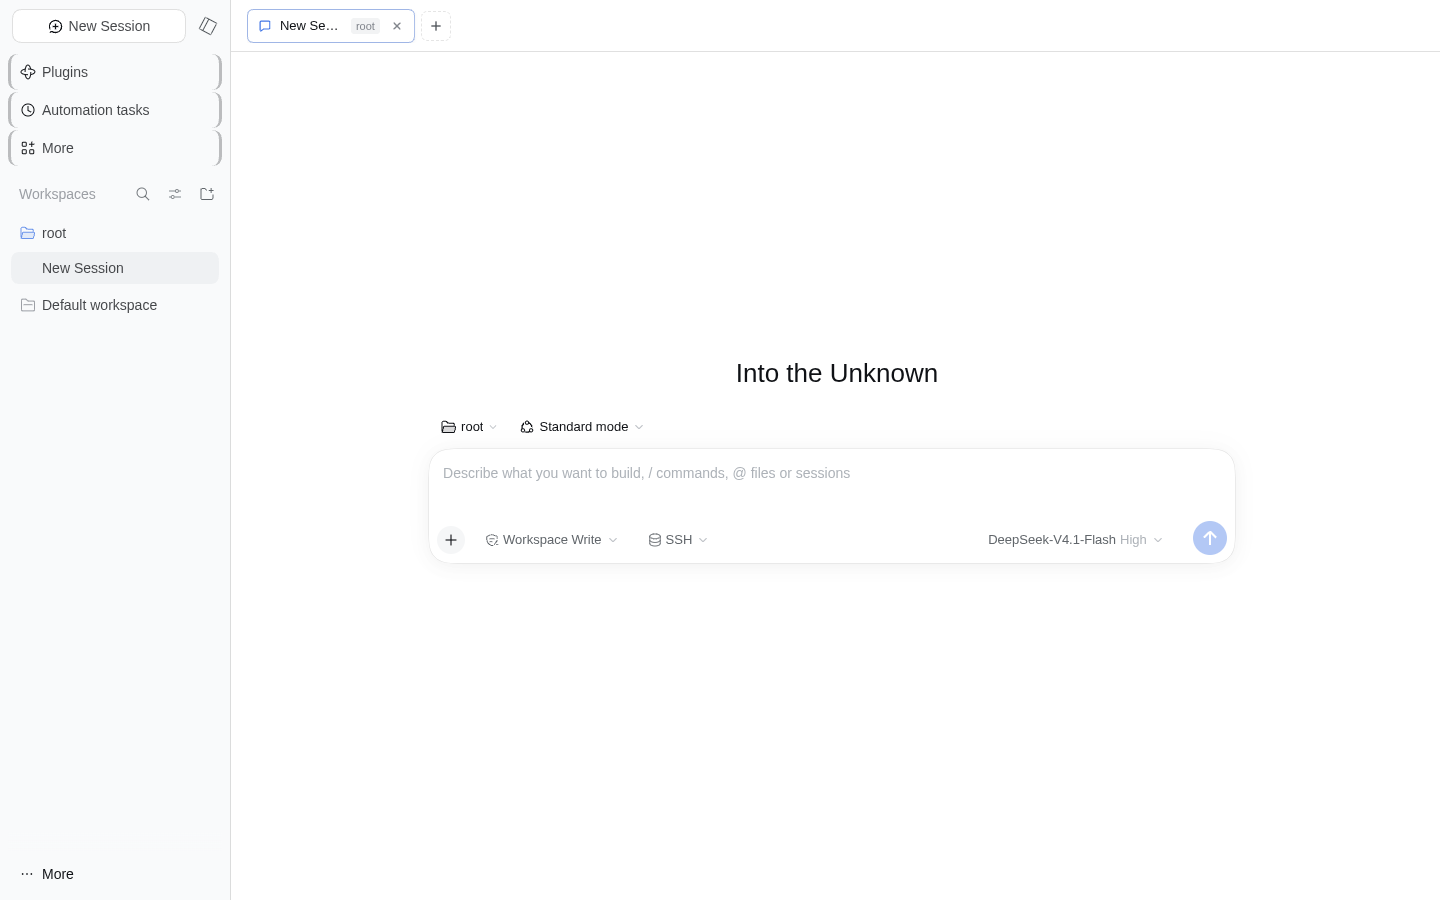 New Session
Plugins
Automation tasks
More
Workspaces
root
New Session
Default workspace
More
New Se... root
Into the Unknown
root Standard mode
Describe what you want to build, / commands, @ files or sessions
Workspace Write SSH DeepSeek-V4.1-Flash High